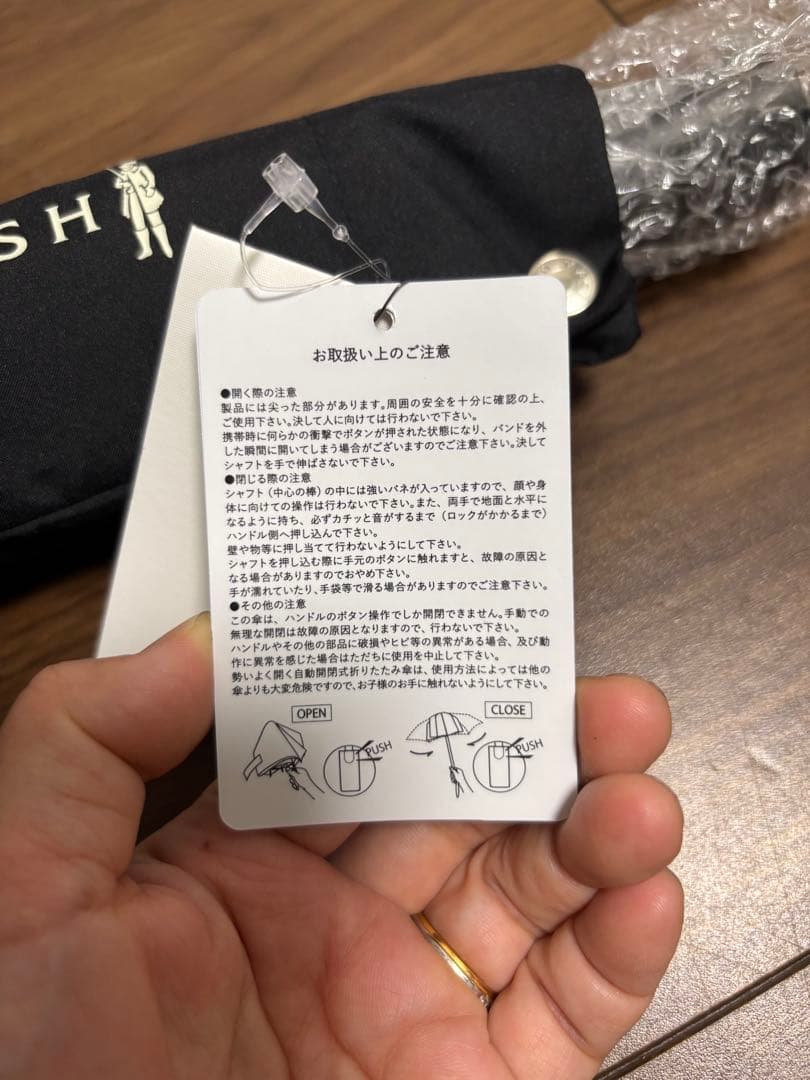 SH
お取扱い上のご注意
●開く際の注意
製品には尖った部分があります。周囲の安全を十分に確認の上、
ご使用下さい。決して人に向けては行わないで下さい。
携帯時に何らかの衝撃でボタンが押された状態になり、バンドを外
した瞬間に開いてしまう場合がございますのでご注意下さい。決して
シャフトを手で伸ばさないで下さい。
●閉じる際の注意
シャフト（中心の棒）の中には強いバネが入っていますので、顔や身
体に向けての操作は行わないで下さい。また、両手で地面と水平に
なるように持ち、必ずカチッと音がするまで（ロックがかかるまで）
ハンドル側へ押し込んで下さい。
壁や物等に押し当てて行わないようにして下さい。
シャフトを押し込む際に手元のボタンに触れますと、故障の原因と
なる場合がありますのでおやめ下さい。
手が濡れていたり、手袋等で滑る場合がありますのでご注意下さい。
●その他の注意
この傘は、ハンドルのボタン操作でしか開閉できません。手動での
無理な開閉は故障の原因となりますので、行わないで下さい。
ハンドルやその他の部品に破損やヒビ等の異常がある場合、及び動
作に異常を感じた場合はただちに使用を中止して下さい。
勢いよく開く自動開閉式折りたたみ傘は、使用方法によっては他の
傘よりも大変危険ですので、お子様のお手に触れないようにして下さい。
OPEN
PUSH
CLOSE
PUSH